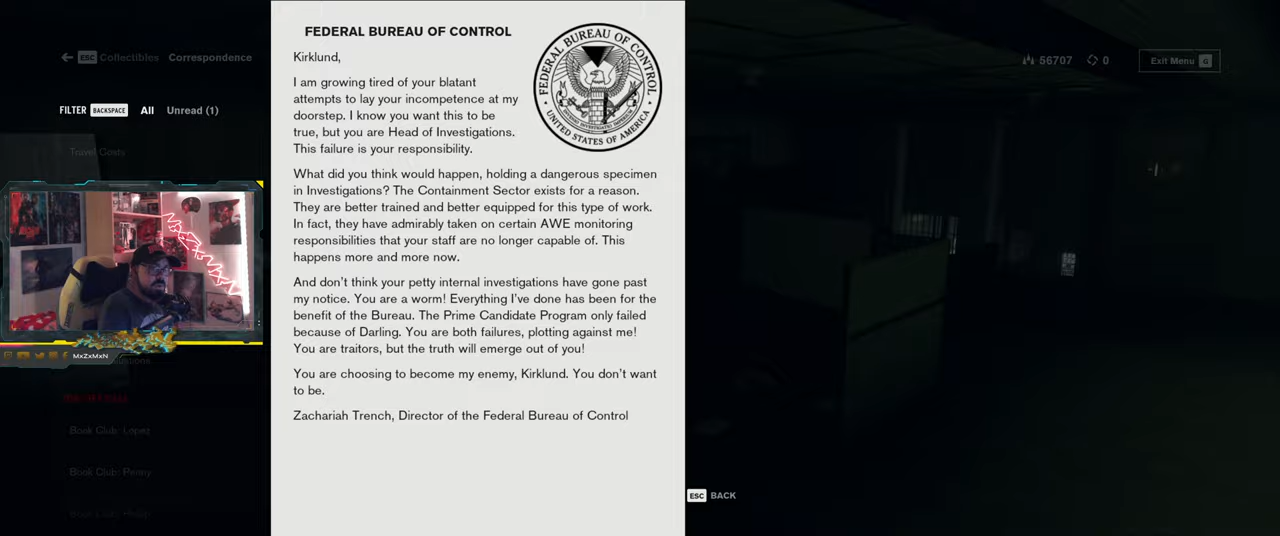 FEDERAL BUREAU OF CONTROL
Kirklund,
I am growing tired of your blatant
attempts to lay your incompetence at my
doorstep. I know you want this to be
true, but you are Head of Investigations.
This failure is your responsibility.
What did you think would happen, holding a dangerous specimen
in Investigations? The Containment Sector exists for a reason.
They are better trained and better equipped for this type of work.
In fact, they have admirably taken on certain AWE monitoring
responsibilities that your staff are no longer capable of. This
happens more and more now.
And don't think your petty internal investigations have gone past
my notice. You are a worm! Everything I've done has been for the
benefit of the Bureau. The Prime Candidate Program only failed
because of Darling. You are both failures, plotting against me!
You are traitors, but the truth will emerge out of you!
You are choosing to become my enemy, Kirklund. You don't want
to be.
Zachariah Trench, Director of the Federal Bureau of Control
FEDERAL BUREAU OF CONTROL
UNITED STATES OF AMERICA
ESC Collectibles Correspondence
FILTER BACKSPACE All Unread (1)
Travel Costs
MxZxMxN
Book Club: Lopez
Book Club: Penny
Book Club: Phillip
56707 0 Exit Menu G
ESC BACK